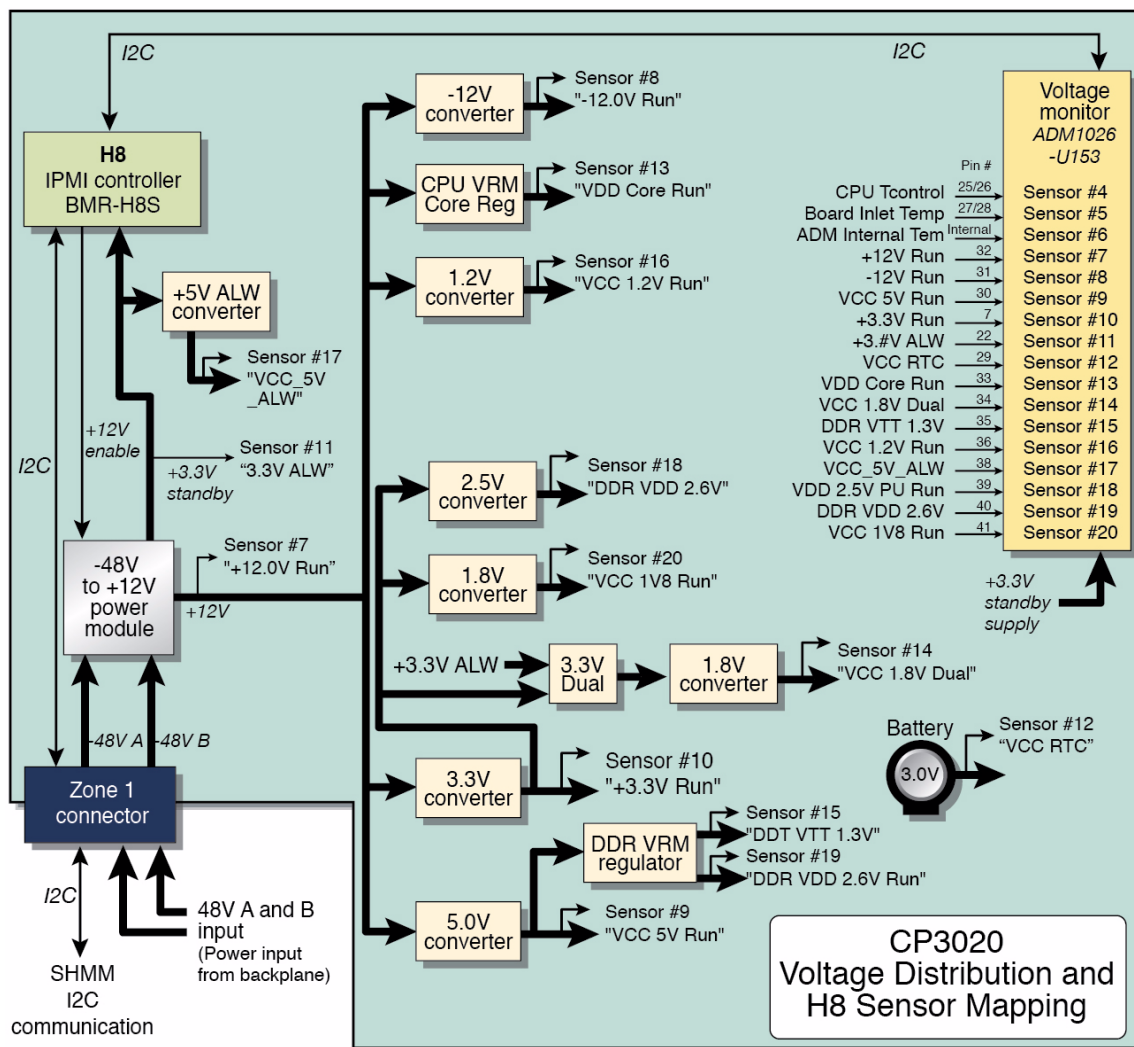 I2C
I2C
H8
IPMI controller
BMR-H8S
-12V
converter
Sensor #8
"-12.0V Run"
CPU VRM
Core Reg
Sensor #13
"VDD Core Run"
1.2V
converter
Sensor #16
"VCC 1.2V Run"
+5V ALW
converter
Sensor #17
"VCC_5V
_ALW"
+12V
enable
I2C
Sensor #11
“3.3V ALW”
+3.3V
standby
-48V
to +12V
power
module
Sensor #7
"+12.0V Run"
+12V
-48V A
-48V B
Zone 1
connector
I2C
48V A and B
input
(Power input
from backplane)
SHMM
I2C
communication
2.5V
converter
Sensor #18
"DDR VDD 2.6V"
1.8V
converter
Sensor #20
"VCC 1V8 Run"
+3.3V ALW
3.3V
Dual
1.8V
converter
Sensor #14
"VCC 1.8V Dual"
3.3V
converter
Sensor #10
"+3.3V Run"
DDR VRM
regulator
Sensor #15
"DDT VTT 1.3V"
Sensor #19
"DDR VDD 2.6V Run"
5.0V
converter
Sensor #9
"VCC 5V Run"
Battery
3.0V
Sensor #12
“VCC RTC”
Voltage
monitor
ADM1026
-U153
Pin #
CPU Tcontrol 25/26 Sensor #4
Board Inlet Temp 27/28 Sensor #5
ADM Internal Tem Internal Sensor #6
+12V Run 32 Sensor #7
-12V Run 31 Sensor #8
VCC 5V Run 30 Sensor #9
+3.3V Run 7 Sensor #10
+3.#V ALW 22 Sensor #11
VCC RTC 29 Sensor #12
VDD Core Run 33 Sensor #13
VCC 1.8V Dual 34 Sensor #14
DDR VTT 1.3V 35 Sensor #15
VCC 1.2V Run 36 Sensor #16
VCC_5V_ALW 38 Sensor #17
VDD 2.5V PU Run 39 Sensor #18
DDR VDD 2.6V 40 Sensor #19
VCC 1V8 Run 41 Sensor #20
+3.3V
standby
supply
CP3020
Voltage Distribution and
H8 Sensor Mapping